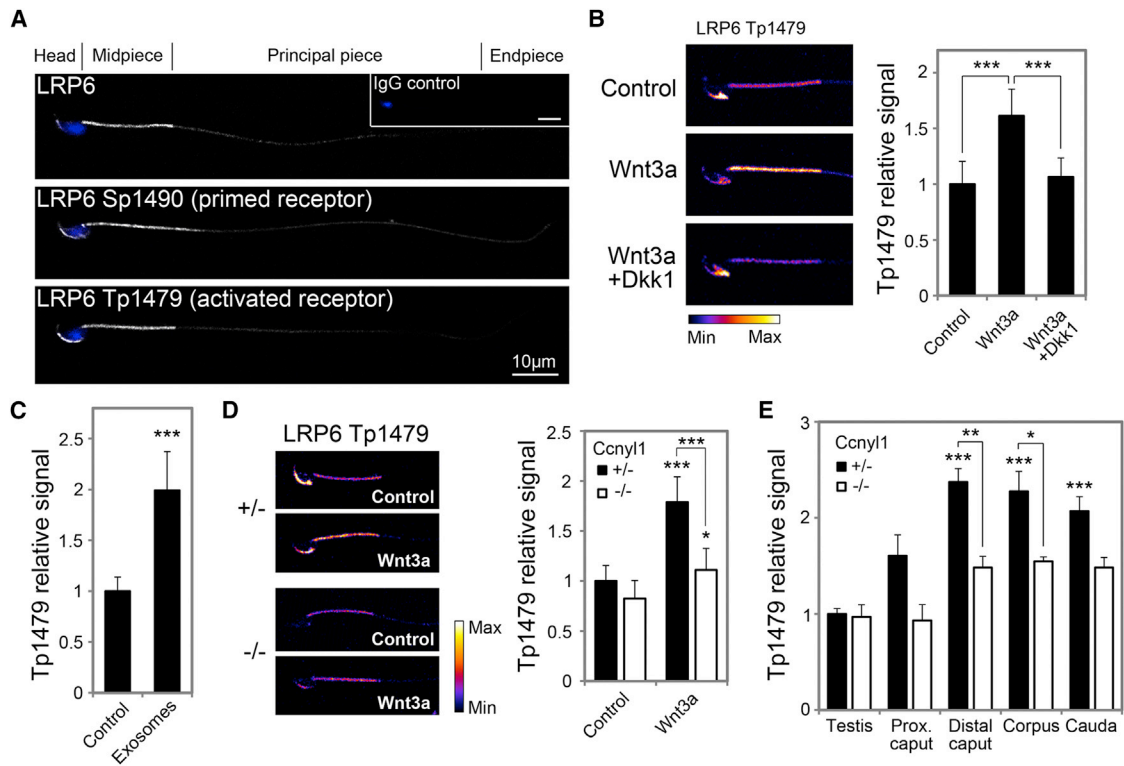 A
Head | Midpiece | Principal piece | Endpiece
LRP6
IgG control
LRP6 Sp1490 (primed receptor)
LRP6 Tp1479 (activated receptor)
10μm
B
LRP6 Tp1479
Control
Wnt3a
Wnt3a
+Dkk1
Min Max
Tp1479 relative signal
2
1.5
1
0.5
0
*** ***
Control
Wnt3a
Wnt3a
+Dkk1
C
Tp1479 relative signal
2.5
2
1.5
1
0.5
0
***
Control
Exosomes
D
LRP6 Tp1479
+/-
Control
Wnt3a
-/-
Control
Wnt3a
Max
Min
Tp1479 relative signal
2.5
2
1.5
1
0.5
0
Ccnyl1
+/-
-/-
***
***
*
Control
Wnt3a
E
Tp1479 relative signal
3
2
1
0
Ccnyl1
+/-
-/-
** *
*** *** ***
Testis
Prox.
caput
Distal
caput
Corpus
Cauda